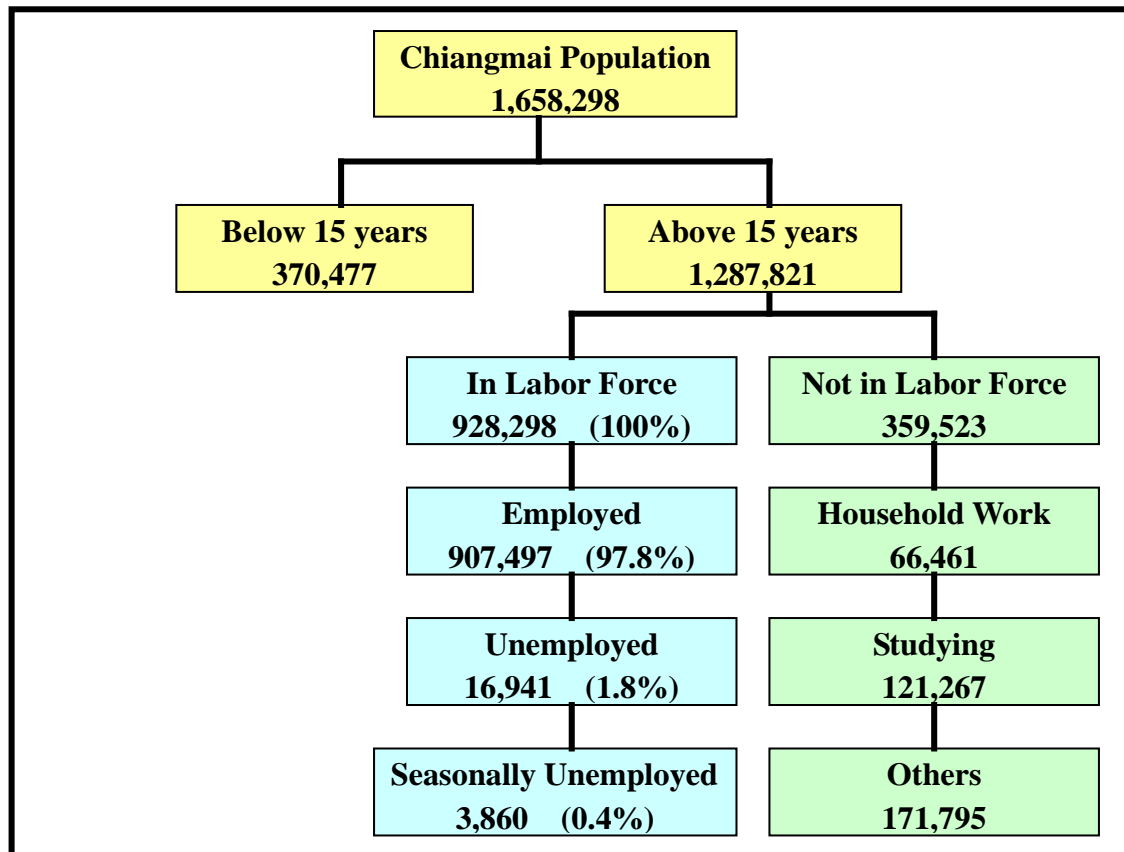 Chiangmai Population
1,658,298
Below 15 years
370,477
Above 15 years
1,287,821
In Labor Force
928,298 (100%)
Not in Labor Force
359,523
Employed
907,497 (97.8%)
Household Work
66,461
Unemployed
16,941 (1.8%)
Studying
121,267
Seasonally Unemployed
3,860 (0.4%)
Others
171,795